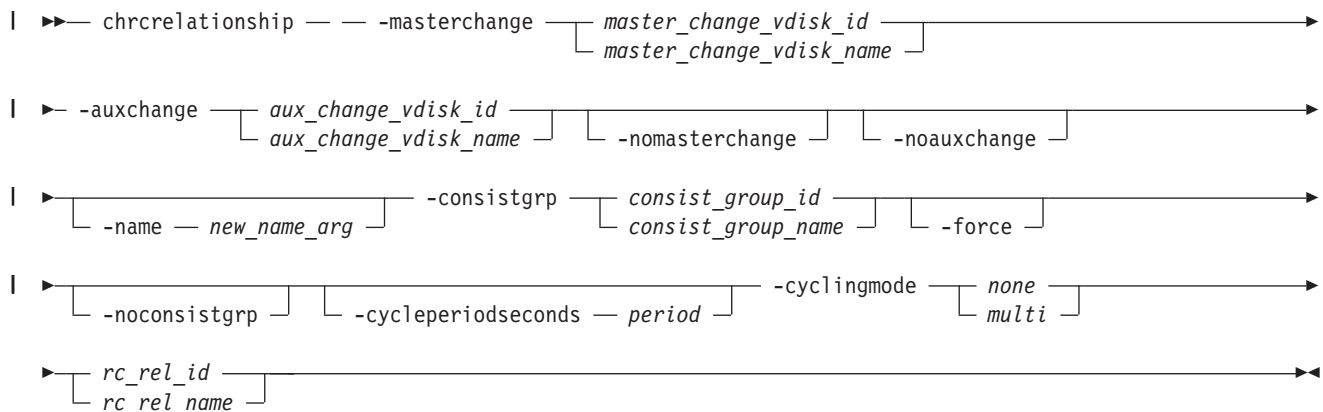 chrcrelationship -masterchange master_change_vdisk_id
master_change_vdisk_name
-auxchange aux_change_vdisk_id
aux_change_vdisk_name -nomasterchange -noauxchange
-consistgrp consist_group_id
-name new_name_arg consist_group_name -force
-cyclingmode none
-noconsistgrp -cycleperiodseconds period multi
rc_rel_id
rc_rel_name